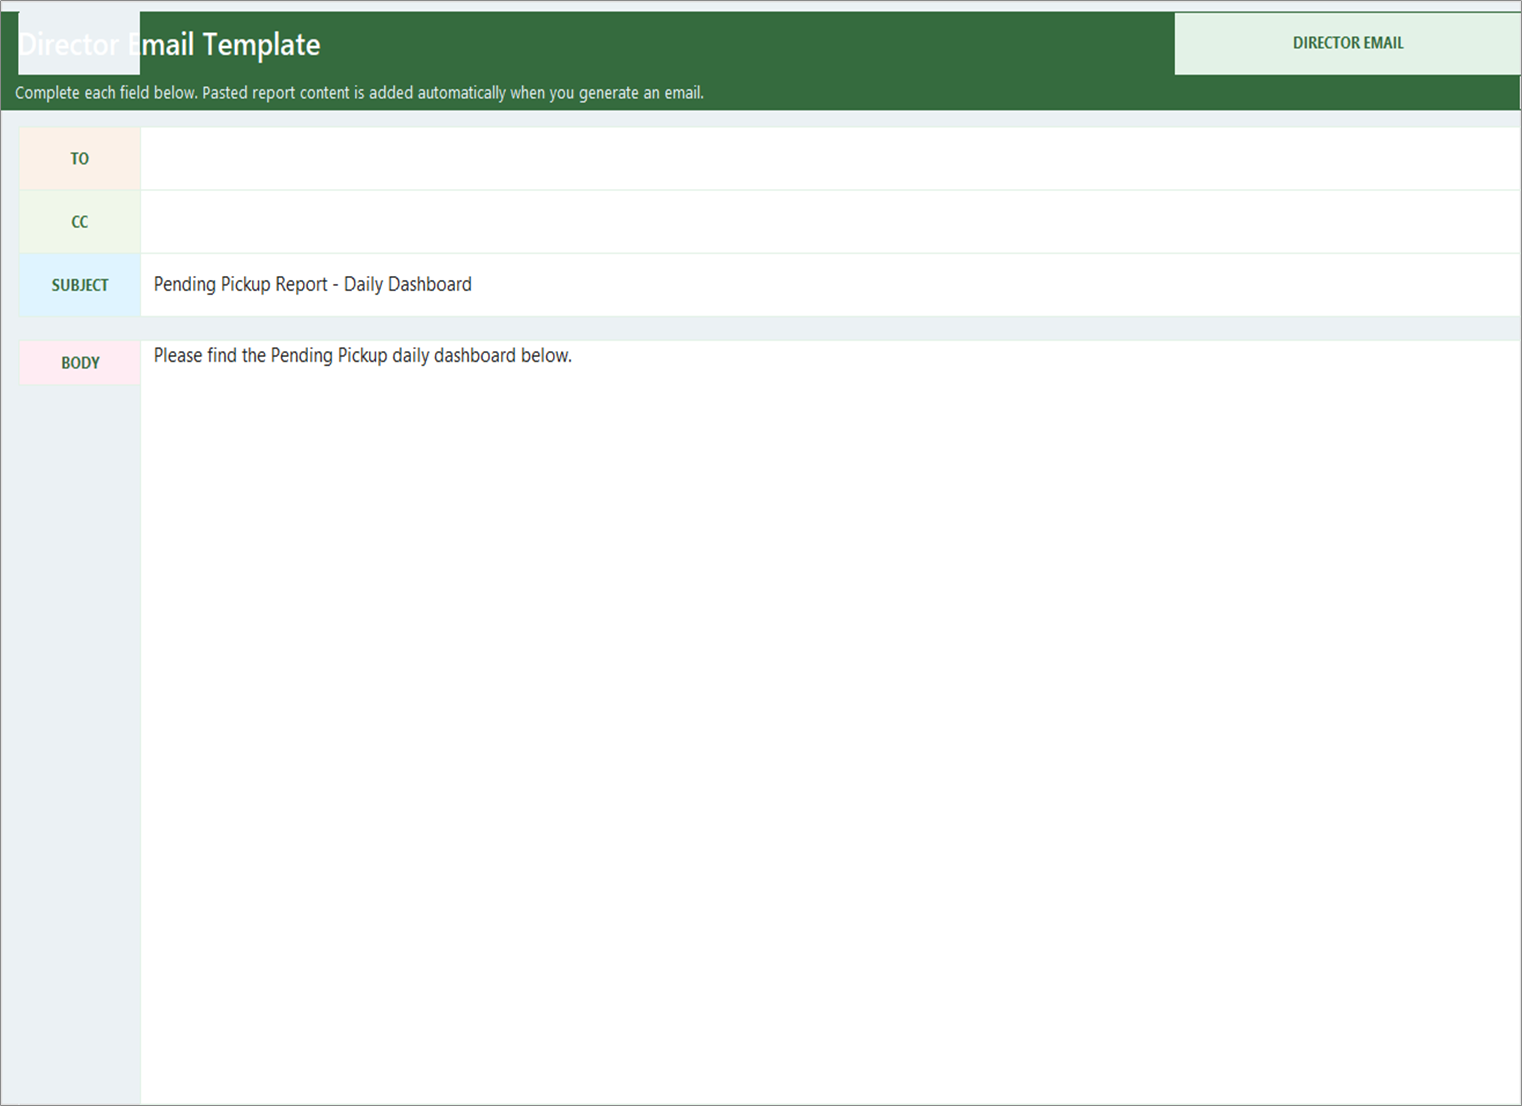 Director Email Template
DIRECTOR EMAIL
Complete each field below. Pasted report content is added automatically when you generate an email.
TO
CC
SUBJECT
Pending Pickup Report - Daily Dashboard
BODY
Please find the Pending Pickup daily dashboard below.